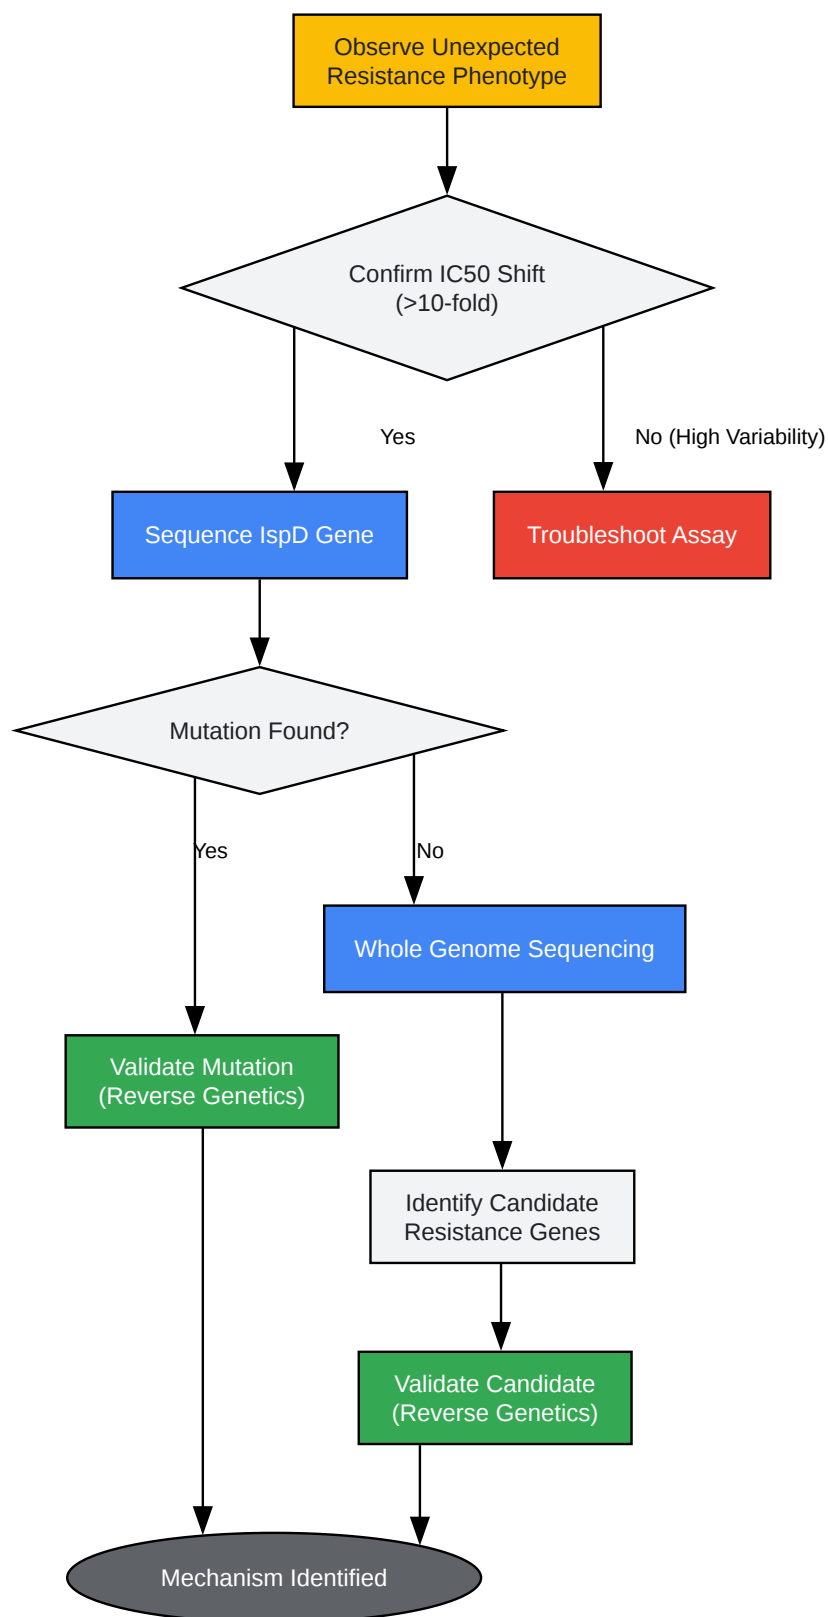 Observe Unexpected
Resistance Phenotype
Confirm IC50 Shift
(>10-fold)
Yes
No (High Variability)
Sequence IspD Gene
Troubleshoot Assay
Mutation Found?
Yes
No
Whole Genome Sequencing
Validate Mutation
(Reverse Genetics)
Identify Candidate
Resistance Genes
Validate Candidate
(Reverse Genetics)
Mechanism Identified